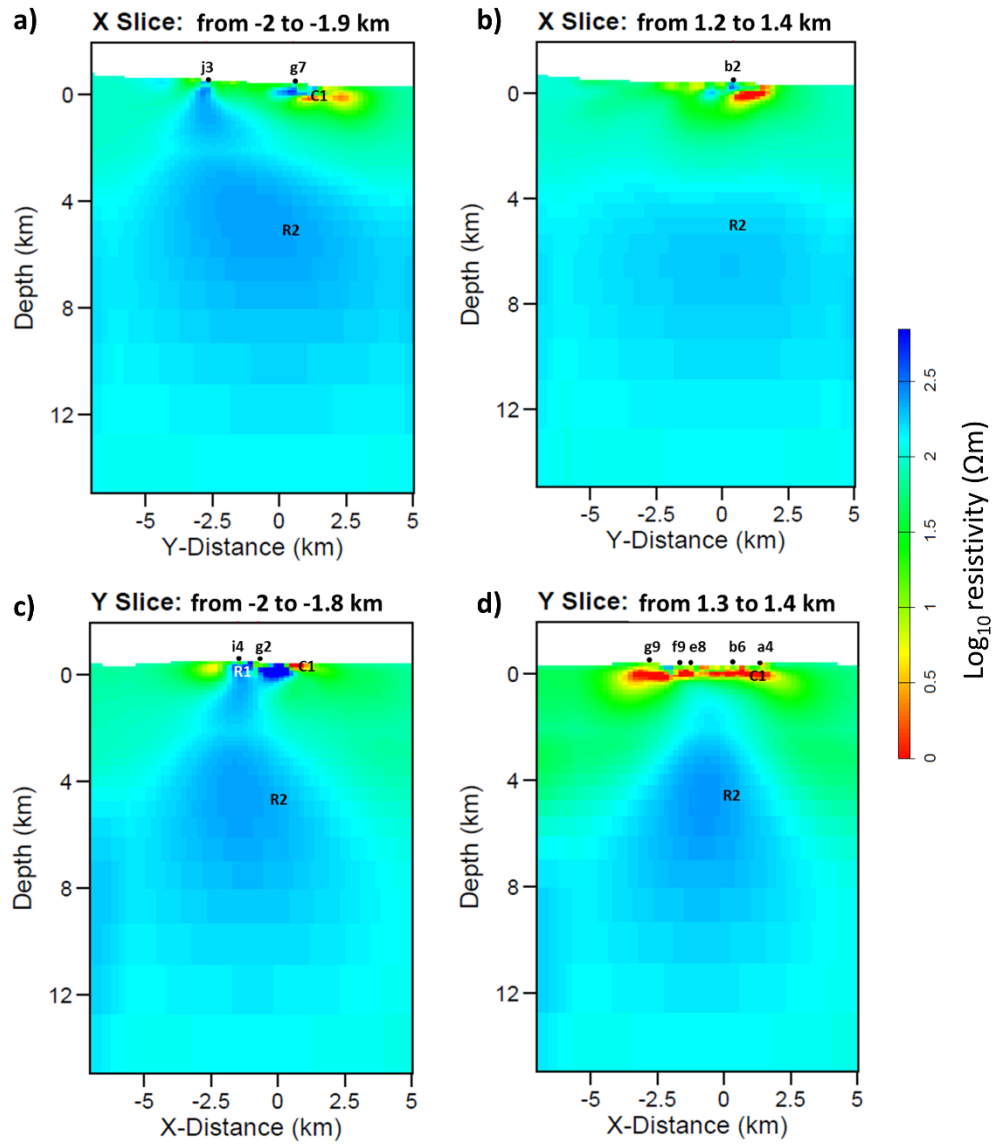 a) X Slice: from -2 to -1.9 km
j3 g7
C1
R2
0
4
8
12
Depth (km)
-5 -2.5 0 2.5 5
Y-Distance (km)
b) X Slice: from 1.2 to 1.4 km
b2
R2
0
4
8
12
Depth (km)
-5 -2.5 0 2.5 5
Y-Distance (km)
c) Y Slice: from -2 to -1.8 km
i4 g2
R1 C1
R2
0
4
8
12
Depth (km)
-5 -2.5 0 2.5 5
X-Distance (km)
d) Y Slice: from 1.3 to 1.4 km
g9 f9 e8 b6 a4
C1
R2
0
4
8
12
Depth (km)
-5 -2.5 0 2.5 5
X-Distance (km)
2.5
2
1.5
1
0.5
0
Log10 resistivity (Ωm)